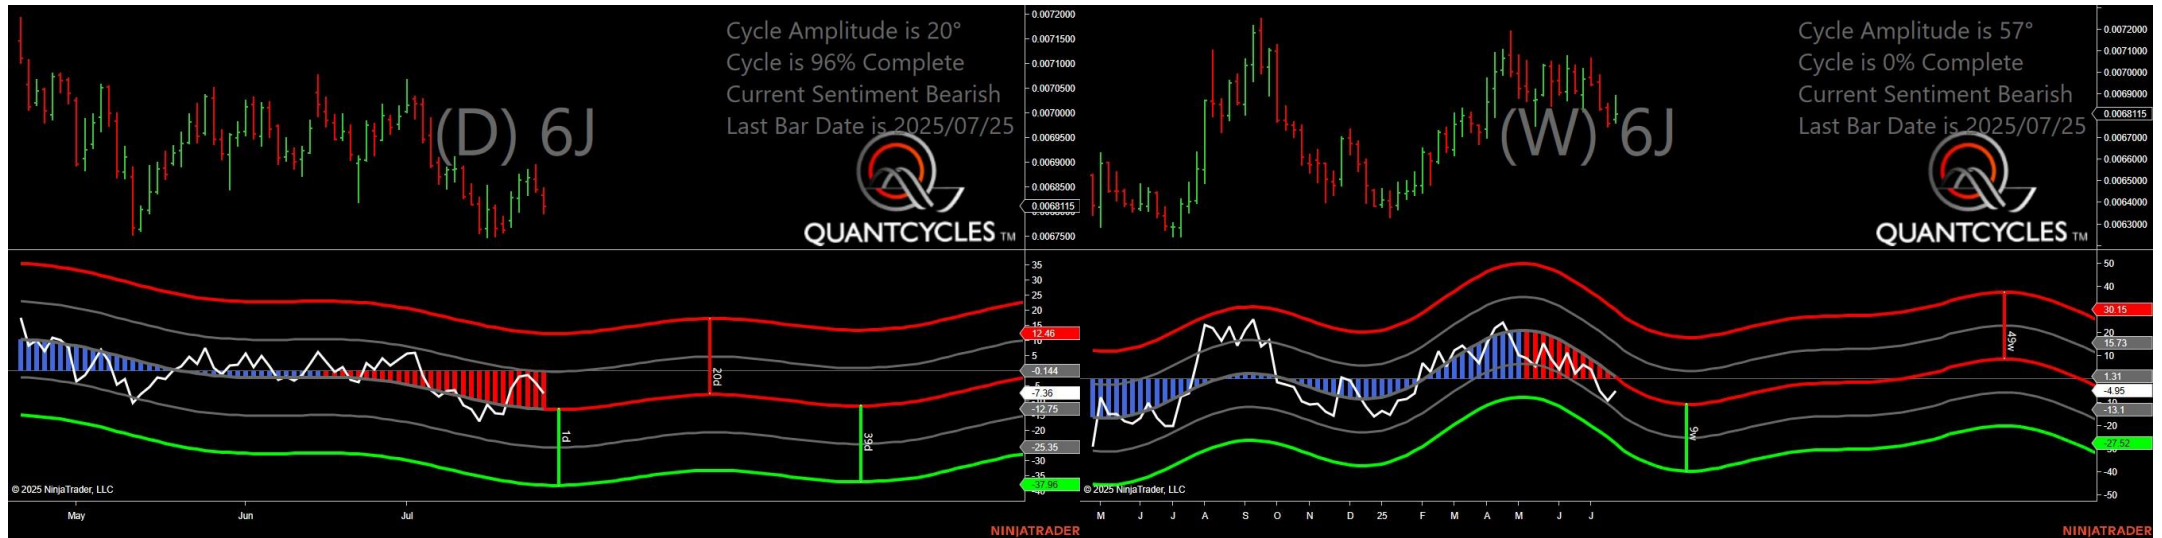 Cycle Amplitude is 20°
Cycle is 96% Complete
Current Sentiment Bearish
Last Bar Date is 2025/07/25
(D) 6J
QUANTCYCLES TM
0.0072000
0.0071500
0.0071000
0.0070500
0.0070000
0.0069500
0.0069000
0.0068500
0.0068115
0.0067500
35
30
25
20
15
12.46
10
5
-0.144
-7.36
-12.75
-20
-25.35
-30
-35
-37.96
-40
20d
1d
39d
© 2025 NinjaTrader, LLC
May Jun Jul
NINJATRADER
Cycle Amplitude is 57°
Cycle is 0% Complete
Current Sentiment Bearish
Last Bar Date is 2025/07/25
(W) 6J
QUANTCYCLES TM
0.0072000
0.0071000
0.0070000
0.0069000
0.0068115
0.0067000
0.0066000
0.0065000
0.0064000
0.0063000
50
40
30.15
20
15.73
10
1.31
-4.95
-10
-13.1
-20
-27.52
-40
-50
49w
9w
© 2025 NinjaTrader, LLC
M J J A S O N D 25 F M A M J J
NINJATRADER